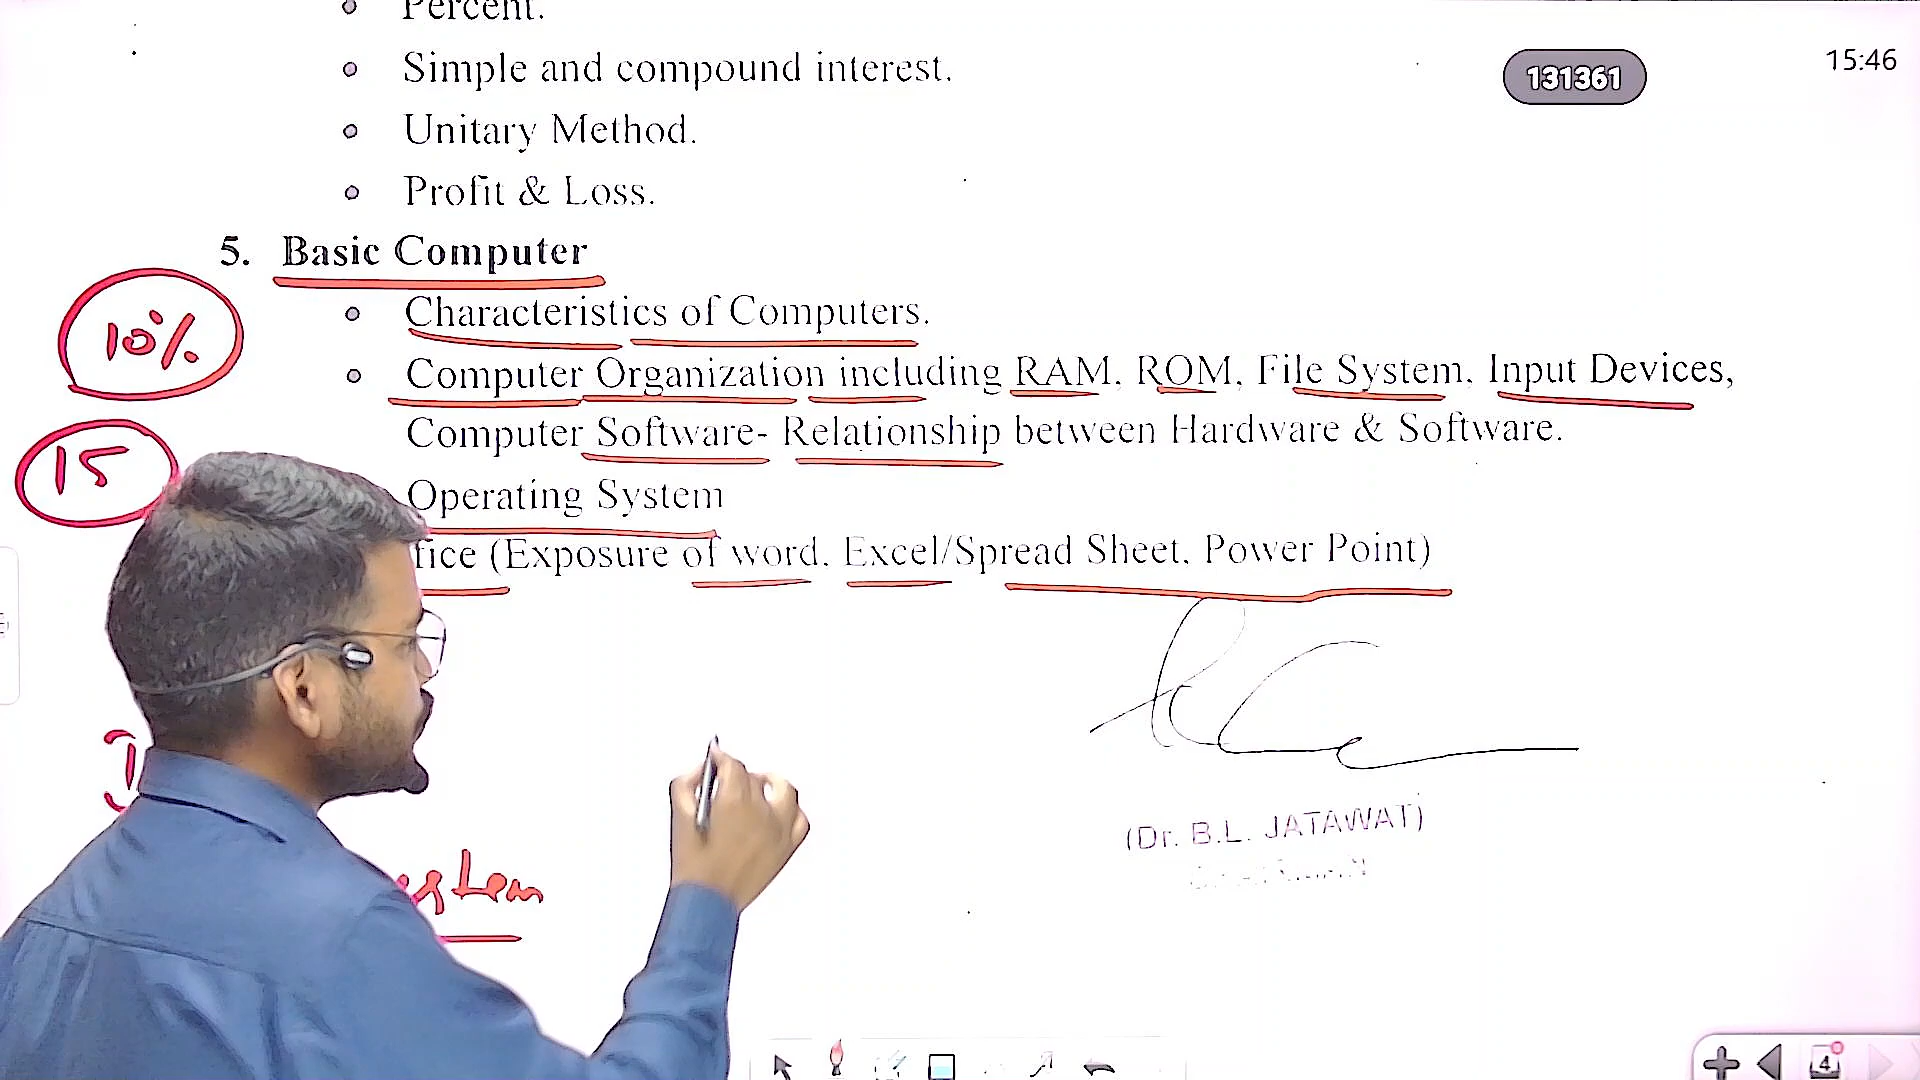 Percent.
Simple and compound interest.
131361
15:46
Unitary Method.
Profit & Loss.
5. Basic Computer
10%
Characteristics of Computers.
Computer Organization including RAM, ROM, File System, Input Devices,
Computer Software- Relationship between Hardware & Software.
15
Operating System
fice (Exposure of word, Excel/Spread Sheet, Power Point)
(Dr. B.L. JATAWAT)
4